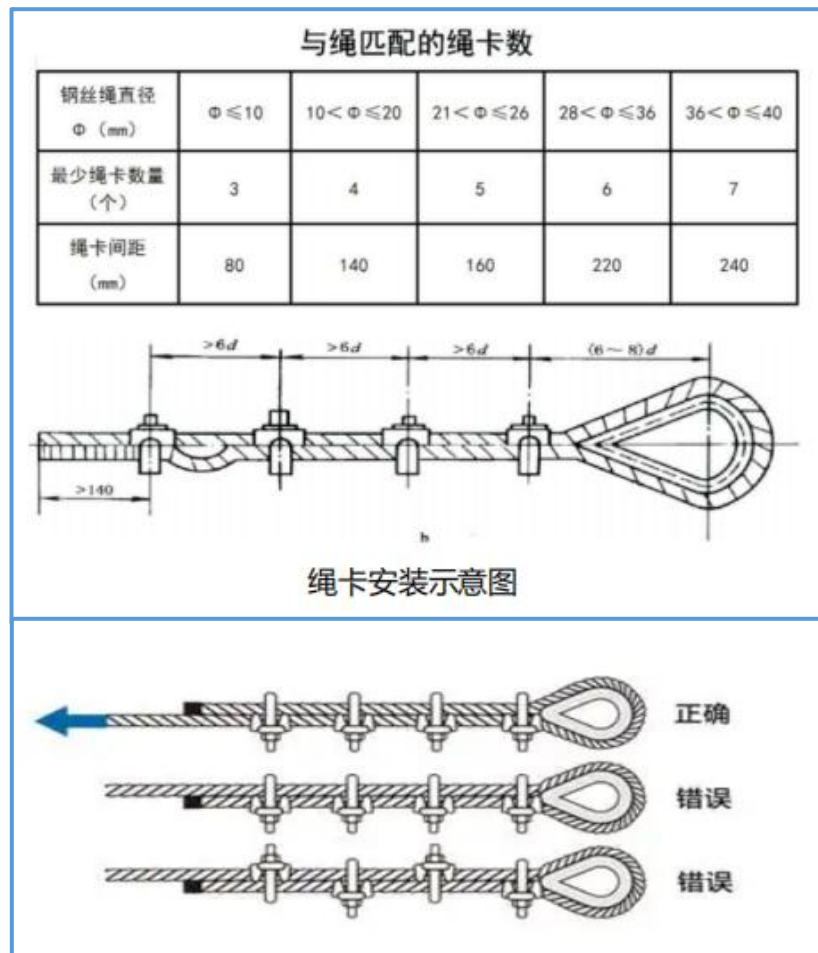 与绳匹配的绳卡数
钢丝绳直径
Φ（mm）
Φ≤10
10<Φ≤20
21<Φ≤26
28<Φ≤36
36<Φ≤40
最少绳卡数量
（个）
3
4
5
6
7
绳卡间距
（mm）
80
140
160
220
240
>6d
>6d
>6d
(6～8)d
>140
b
绳卡安装示意图
正确
错误
错误